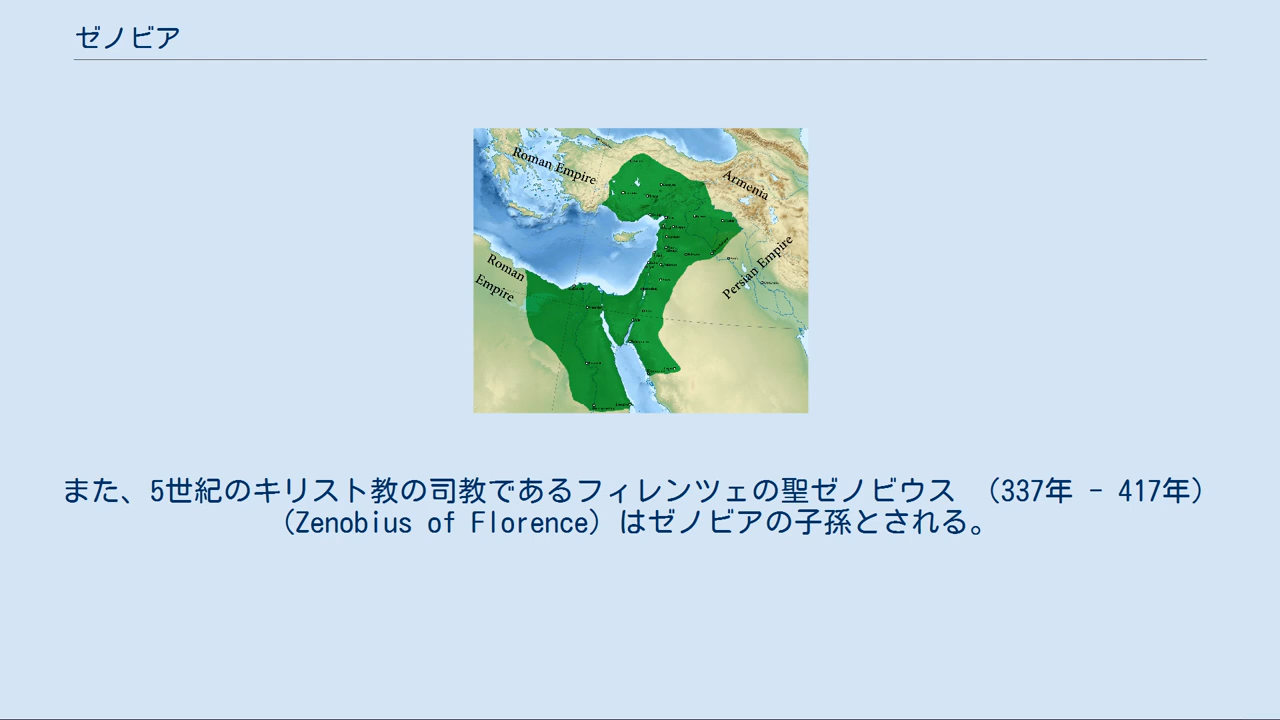 ゼノビア
Roman Empire
Armenia
Roman
Empire
Persian Empire
また、5世紀のキリスト教の司教であるフィレンツェの聖ゼノビウス （337年 - 417年）
（Zenobius of Florence）はゼノビアの子孫とされる。